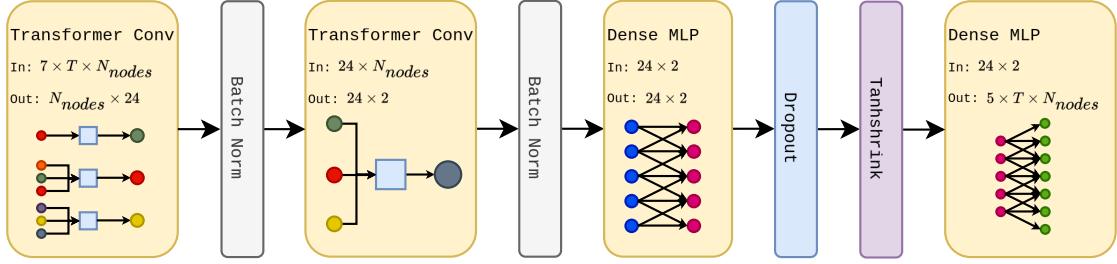 Transformer Conv
In: 7 × T × N_nodes
Out: N_nodes × 24
Batch Norm
Transformer Conv
In: 24 × N_nodes
Out: 24 × 2
Batch Norm
Dense MLP
In: 24 × 2
Out: 24 × 2
Dropout
Tanhshrink
Dense MLP
In: 24 × 2
Out: 5 × T × N_nodes